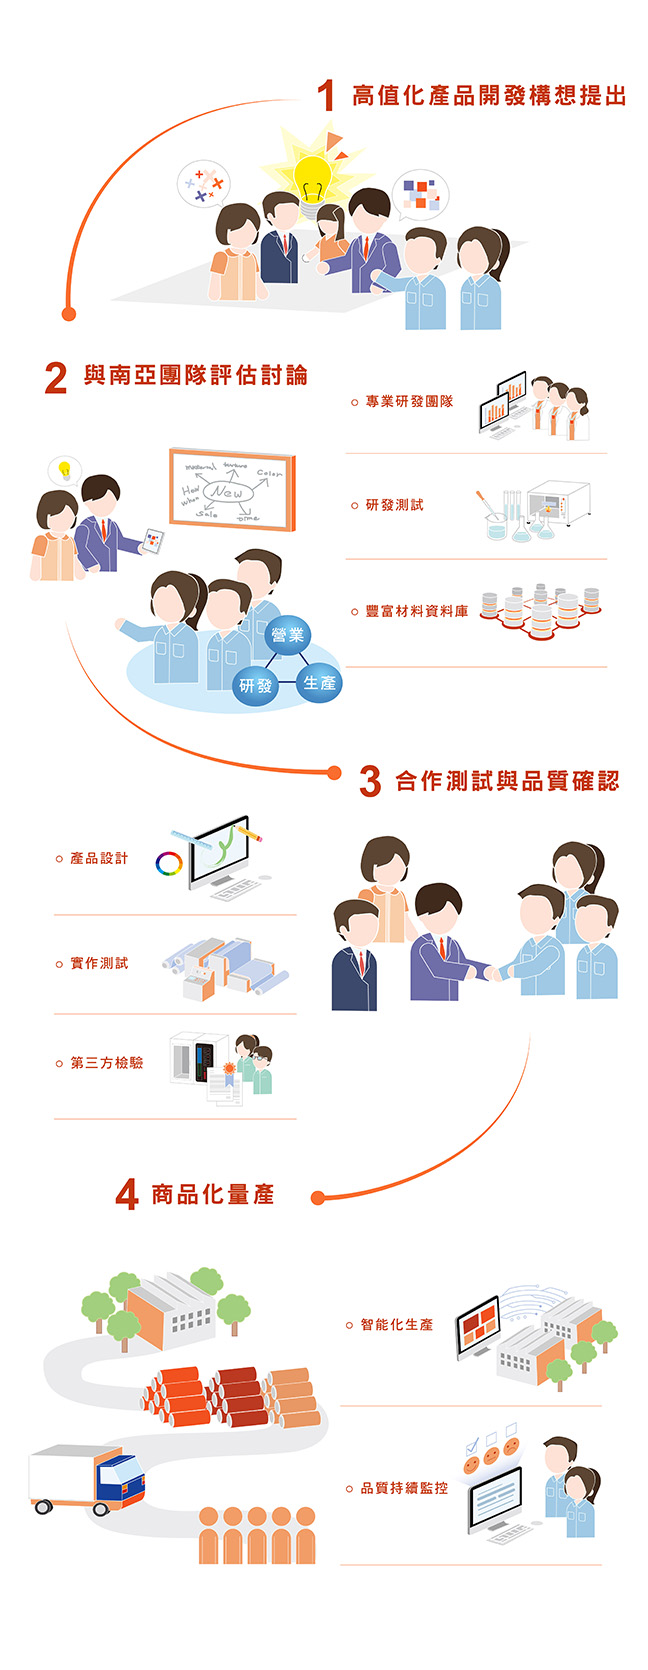 1 高值化產品開發構想提出
2 與南亞團隊評估討論
專業研發團隊
研發測試
豐富材料資料庫
Color
How
when
New
Sale
營業
研發
生產
3 合作測試與品質確認
產品設計
實作測試
第三方檢驗
4 商品化量產
智能化生產
品質持續監控